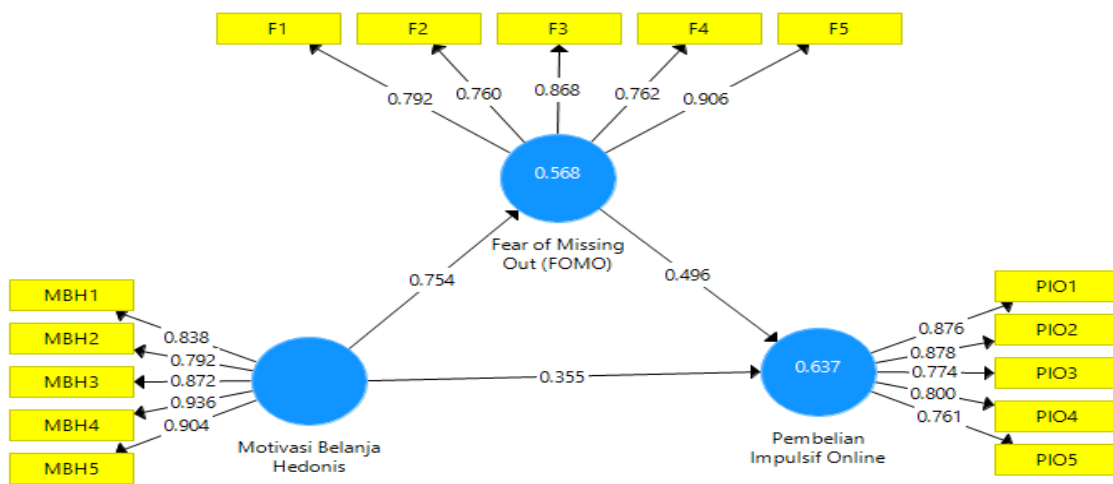 F1
F2
F3
F4
F5
0.792
0.760
0.868
0.762
0.906
0.568
Fear of Missing
Out (FOMO)
0.754
0.496
MBH1
MBH2
MBH3
MBH4
MBH5
0.838
0.792
0.872
0.936
0.904
Motivasi Belanja
Hedonis
0.355
0.637
Pembelian
Impulsif Online
0.876
0.878
0.774
0.800
0.761
PIO1
PIO2
PIO3
PIO4
PIO5